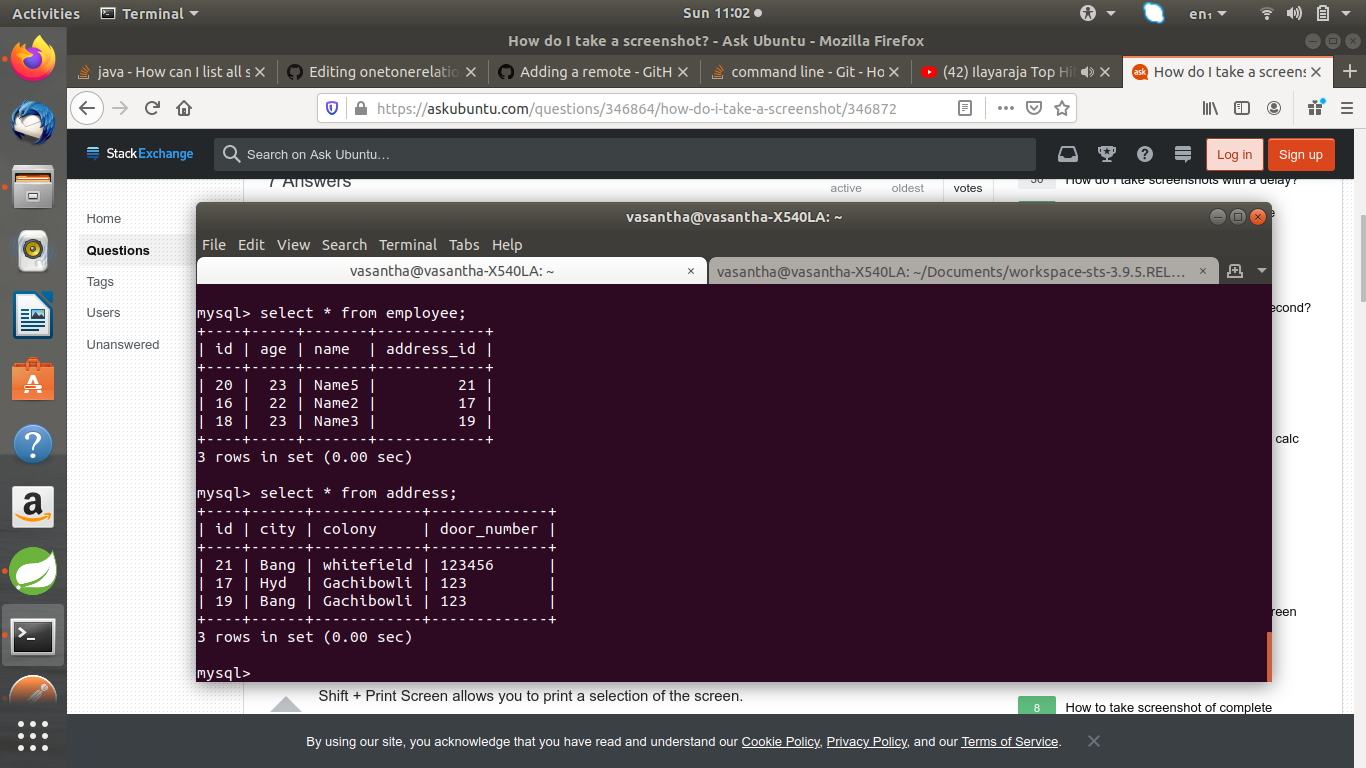 Activities Terminal Sun 11:02 en₁
How do I take a screenshot? - Ask Ubuntu - Mozilla Firefox
java - How can I list all s Editing onetonerelatio Adding a remote - GitH command line - Git - Ho (42) Ilayaraja Top Hi How do I take a screens
https://askubuntu.com/questions/346864/how-do-i-take-a-screenshot/346872
StackExchange Search on Ask Ubuntu... Log in Sign up
7 Answers active oldest votes How do I take screenshots with a delay?
Home
Questions
Tags
Users
Unanswered
vasantha@vasantha-X540LA: ~
File Edit View Search Terminal Tabs Help
vasantha@vasantha-X540LA: ~ × vasantha@vasantha-X540LA: ~/Documents/workspace-sts-3.9.5.REL... ×
mysql> select * from employee;
+----+-----+-------+------------+
| id | age | name  | address_id |
+----+-----+-------+------------+
| 20 |  23 | Name5 |         21 |
| 16 |  22 | Name2 |         17 |
| 18 |  23 | Name3 |         19 |
+----+-----+-------+------------+
3 rows in set (0.00 sec)
mysql> select * from address;
+----+------+------------+-------------+
| id | city | colony     | door_number |
+----+------+------------+-------------+
| 21 | Bang | whitefield | 123456      |
| 17 | Hyd  | Gachibowli | 123         |
| 19 | Bang | Gachibowli | 123         |
+----+------+------------+-------------+
3 rows in set (0.00 sec)
mysql>
econd?
calc
reen
Shift + Print Screen allows you to print a selection of the screen.
8 How to take screenshot of complete
By using our site, you acknowledge that you have read and understand our Cookie Policy, Privacy Policy, and our Terms of Service.